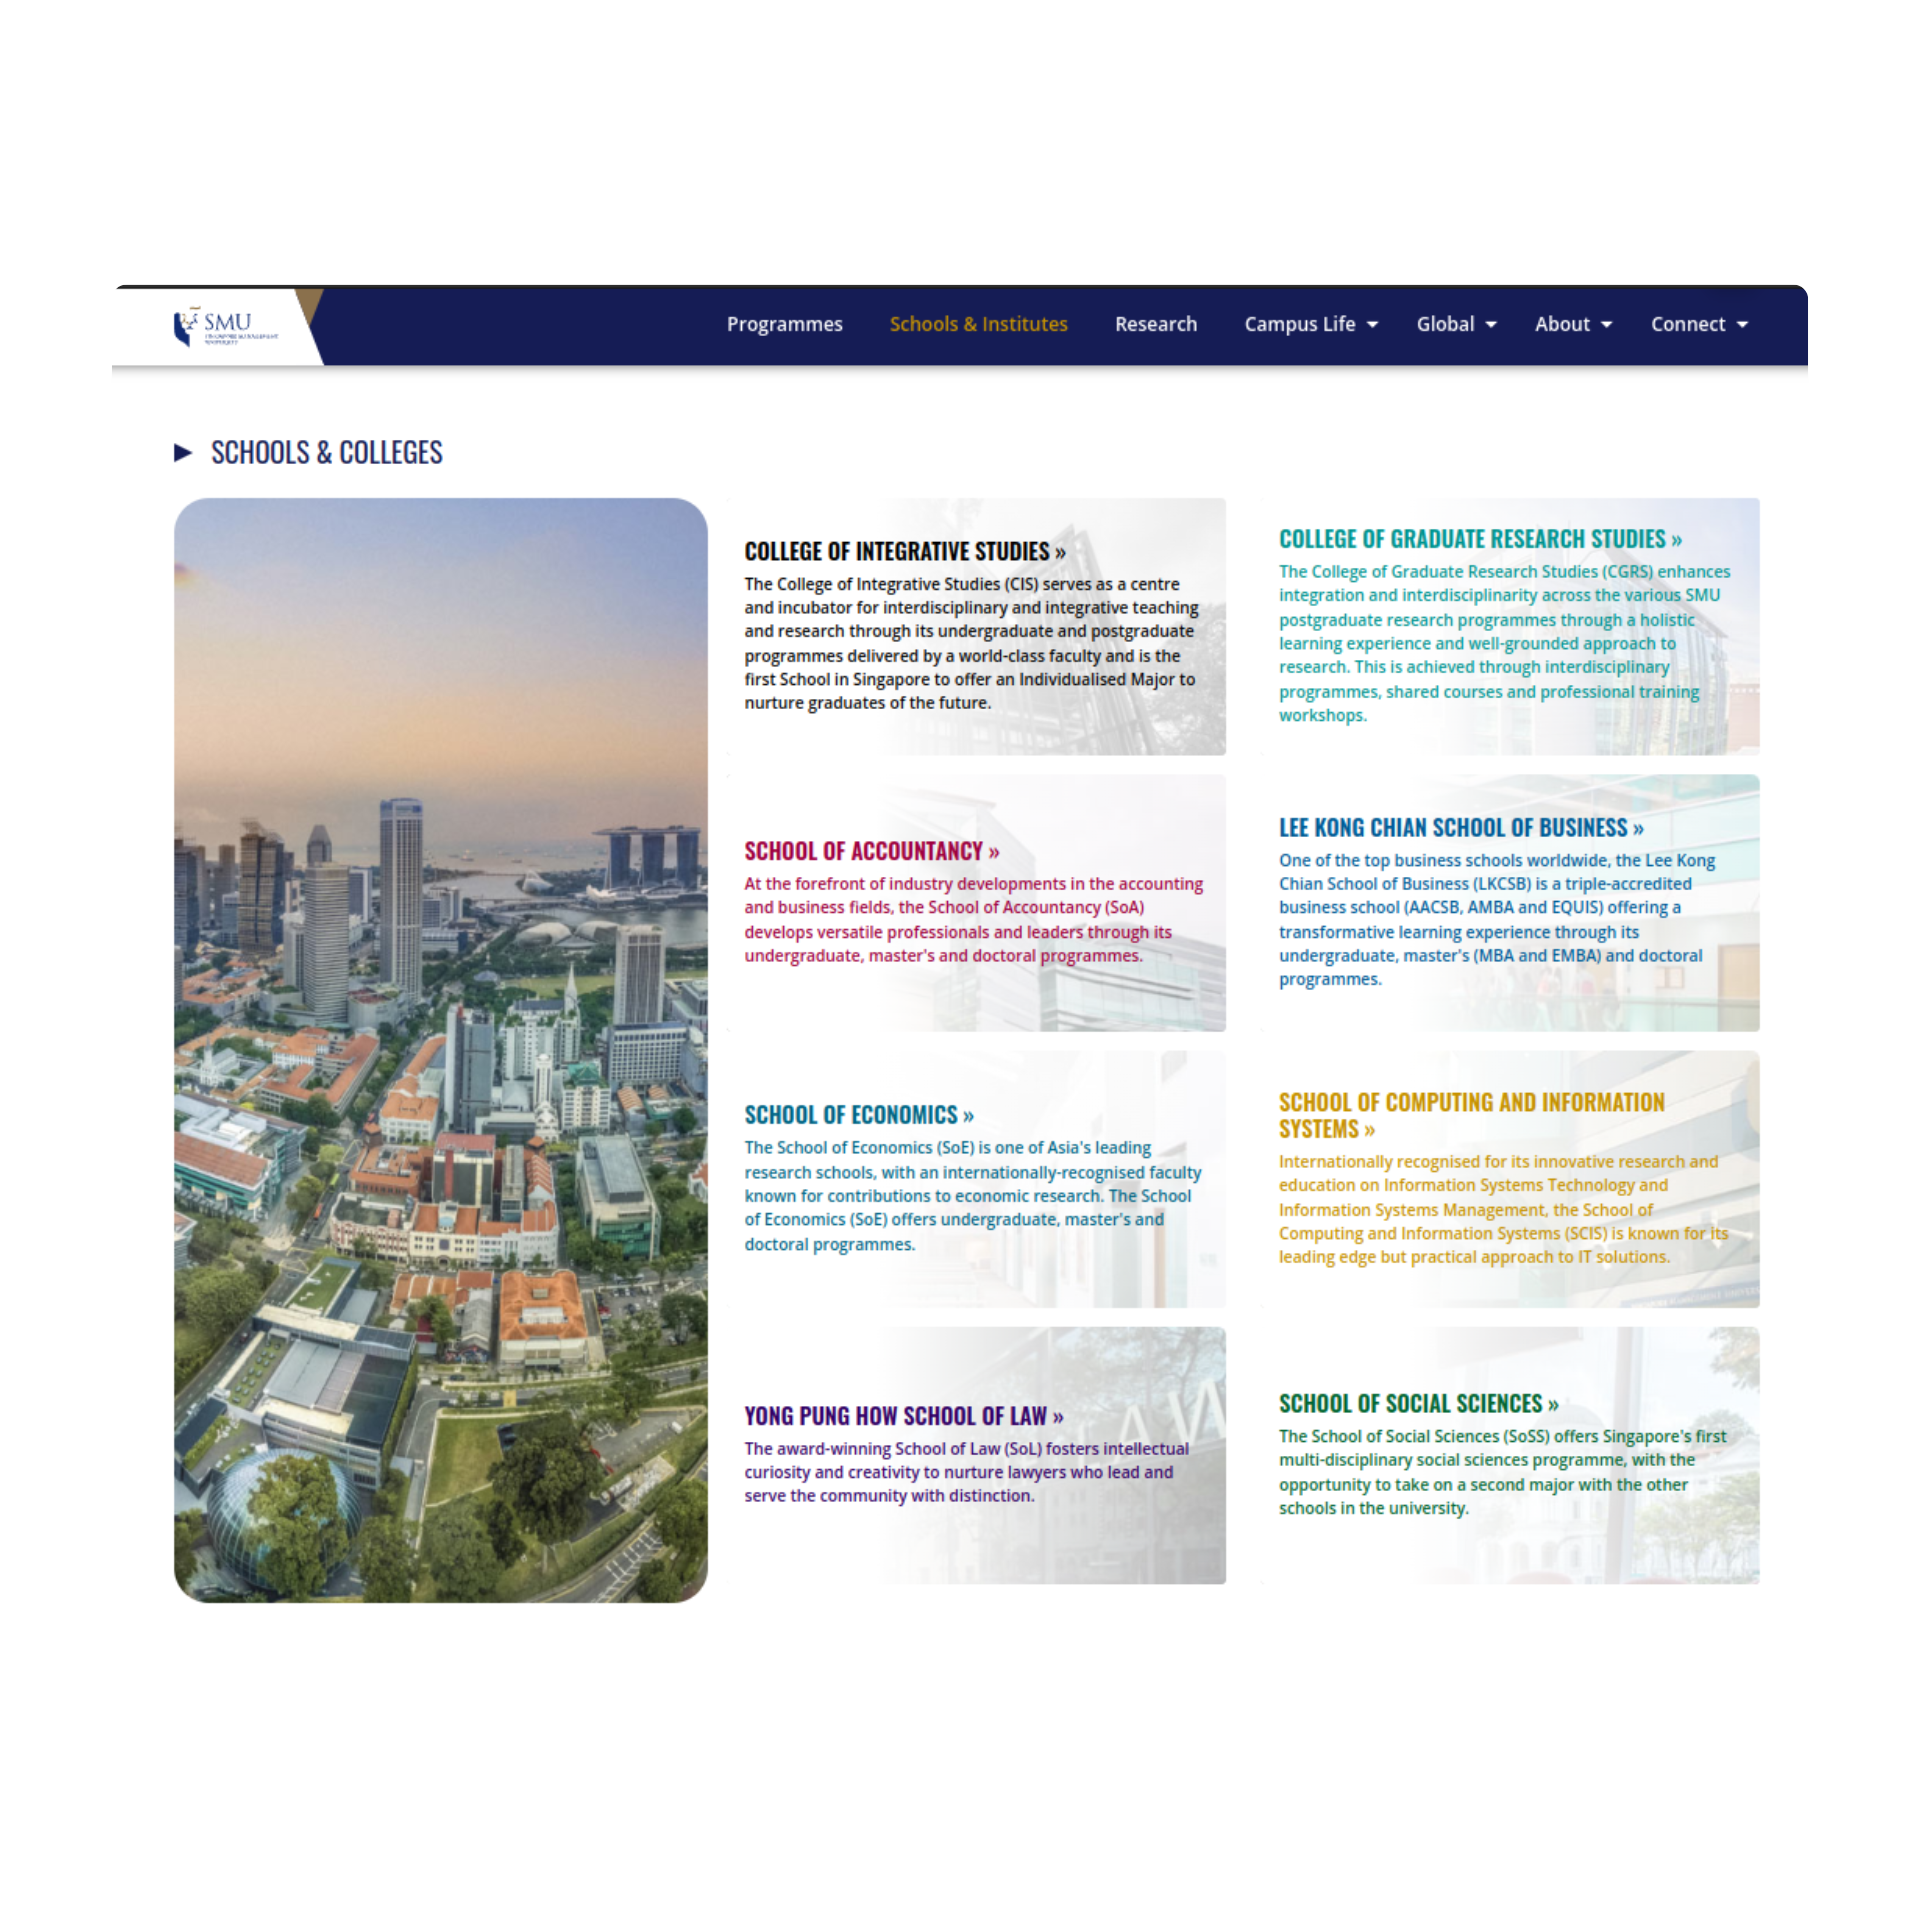 SMU
Programmes Schools & Institutes Research Campus Life Global About Connect
SCHOOLS & COLLEGES
COLLEGE OF INTEGRATIVE STUDIES »
The College of Integrative Studies (CIS) serves as a centre
and incubator for interdisciplinary and integrative teaching
and research through its undergraduate and postgraduate
programmes delivered by a world-class faculty and is the
first School in Singapore to offer an Individualised Major to
nurture graduates of the future.
COLLEGE OF GRADUATE RESEARCH STUDIES »
The College of Graduate Research Studies (CGRS) enhances
integration and interdisciplinarity across the various SMU
postgraduate research programmes through a holistic
learning experience and well-grounded approach to
research. This is achieved through interdisciplinary
programmes, shared courses and professional training
workshops.
SCHOOL OF ACCOUNTANCY »
At the forefront of industry developments in the accounting
and business fields, the School of Accountancy (SoA)
develops versatile professionals and leaders through its
undergraduate, master's and doctoral programmes.
LEE KONG CHIAN SCHOOL OF BUSINESS »
One of the top business schools worldwide, the Lee Kong
Chian School of Business (LKCSB) is a triple-accredited
business school (AACSB, AMBA and EQUIS) offering a
transformative learning experience through its
undergraduate, master's (MBA and EMBA) and doctoral
programmes.
SCHOOL OF ECONOMICS »
The School of Economics (SoE) is one of Asia's leading
research schools, with an internationally-recognised faculty
known for contributions to economic research. The School
of Economics (SoE) offers undergraduate, master's and
doctoral programmes.
SCHOOL OF COMPUTING AND INFORMATION
SYSTEMS »
Internationally recognised for its innovative research and
education on Information Systems Technology and
Information Systems Management, the School of
Computing and Information Systems (SCIS) is known for its
leading edge but practical approach to IT solutions.
YONG PUNG HOW SCHOOL OF LAW »
The award-winning School of Law (SoL) fosters intellectual
curiosity and creativity to nurture lawyers who lead and
serve the community with distinction.
LAW
SCHOOL OF SOCIAL SCIENCES »
The School of Social Sciences (SoSS) offers Singapore's first
multi-disciplinary social sciences programme, with the
opportunity to take on a second major with the other
schools in the university.